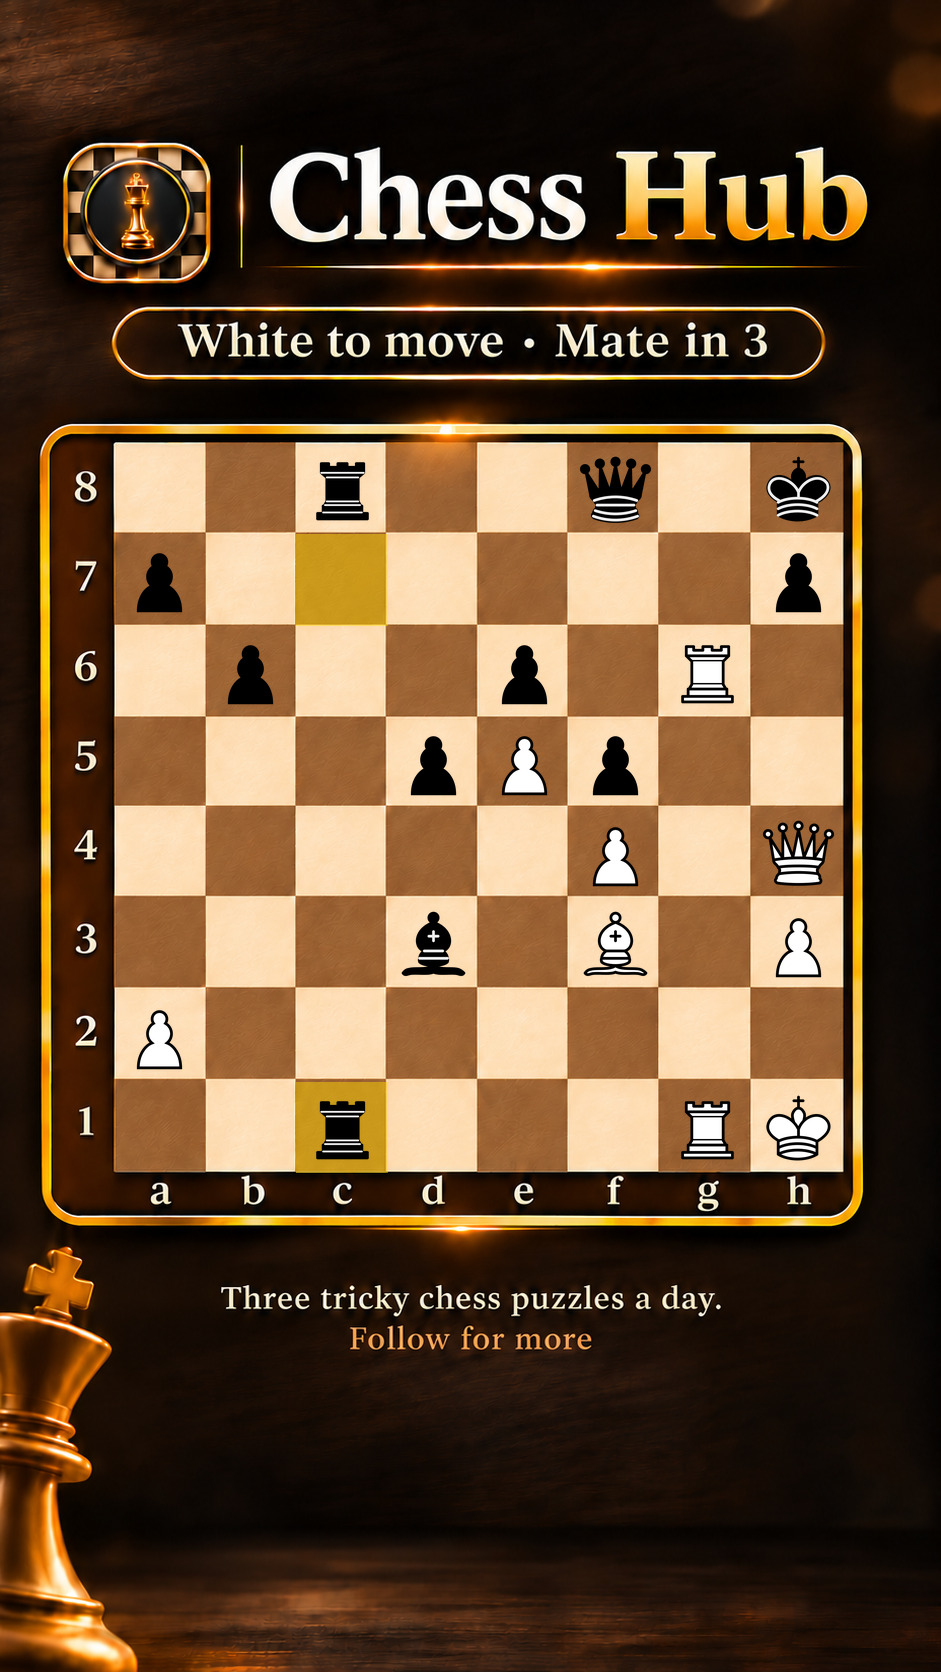 Chess Hub
White to move • Mate in 3
8
7
6
5
4
3
2
1
a b c d e f g h
Three tricky chess puzzles a day.
Follow for more